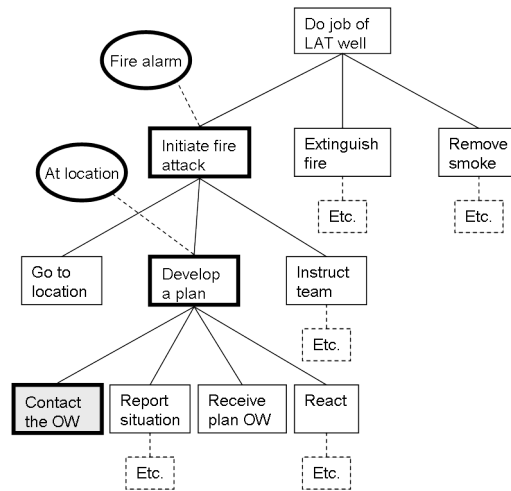 Do job of
LAT well
Fire alarm
Initiate fire
attack
Extinguish
fire
Remove
smoke
At location
Etc.
Etc.
Go to
location
Develop
a plan
Instruct
team
Etc.
Contact
the OW
Report
situation
Receive
plan OW
React
Etc.
Etc.